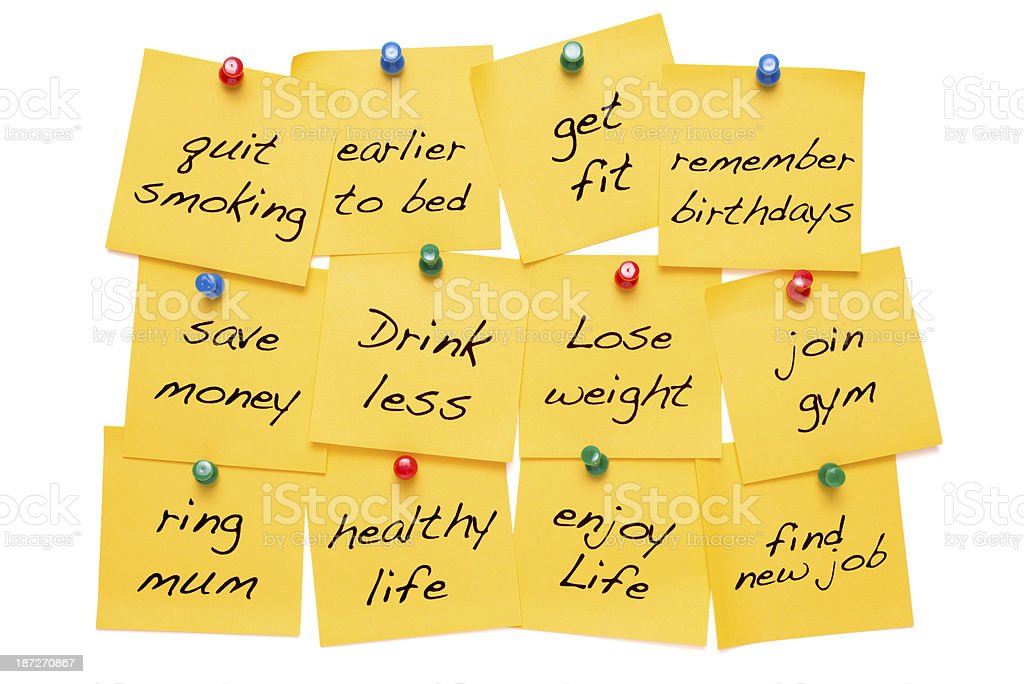 quit
smoking
earlier
to bed
get
fit
remember
birthdays
save
money
Drink
less
Lose
weight
join
gym
ring
mum
healthy
life
enjoy
Life
find
new job
iStock
by Getty Images™
187270867